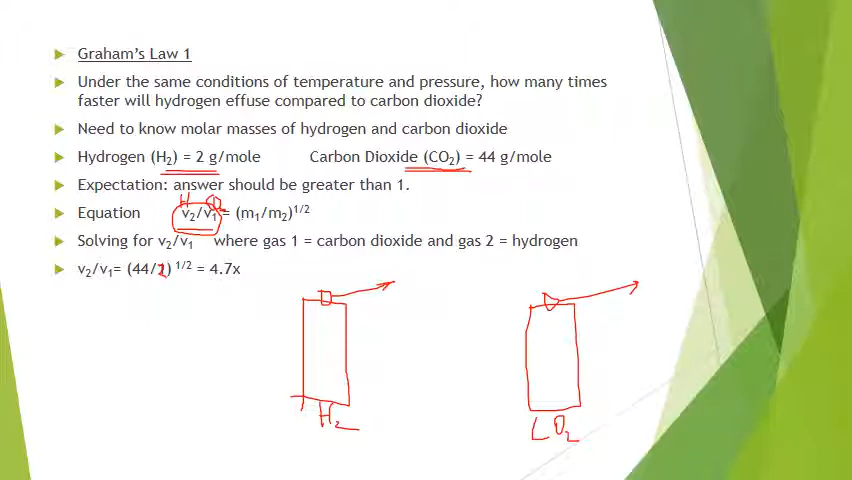 Graham's Law 1
Under the same conditions of temperature and pressure, how many times
faster will hydrogen effuse compared to carbon dioxide?
Need to know molar masses of hydrogen and carbon dioxide
Hydrogen (H₂) = 2 g/mole Carbon Dioxide (CO₂) = 44 g/mole
Expectation: answer should be greater than 1.
H
Equation v₂/v₁ = (m₁/m₂)^1/2
Solving for v₂/v₁ where gas 1 = carbon dioxide and gas 2 = hydrogen
v₂/v₁= (44/2)^1/2 = 4.7x
H₂ CO₂